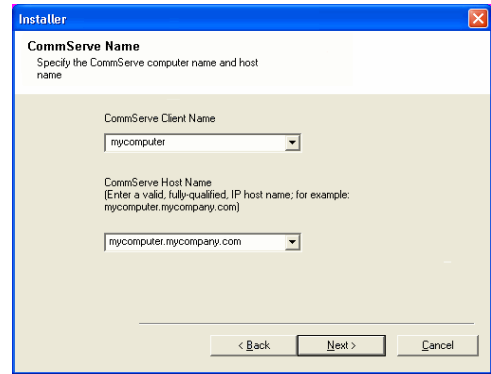 Installer
CommServe Name
Specify the CommServe computer name and host
name
CommServe Client Name
mycomputer
CommServe Host Name
(Enter a valid, fully-qualified, IP host name; for example:
mycomputer.mycompany.com)
mycomputer.mycompany.com
< Back Next > Cancel